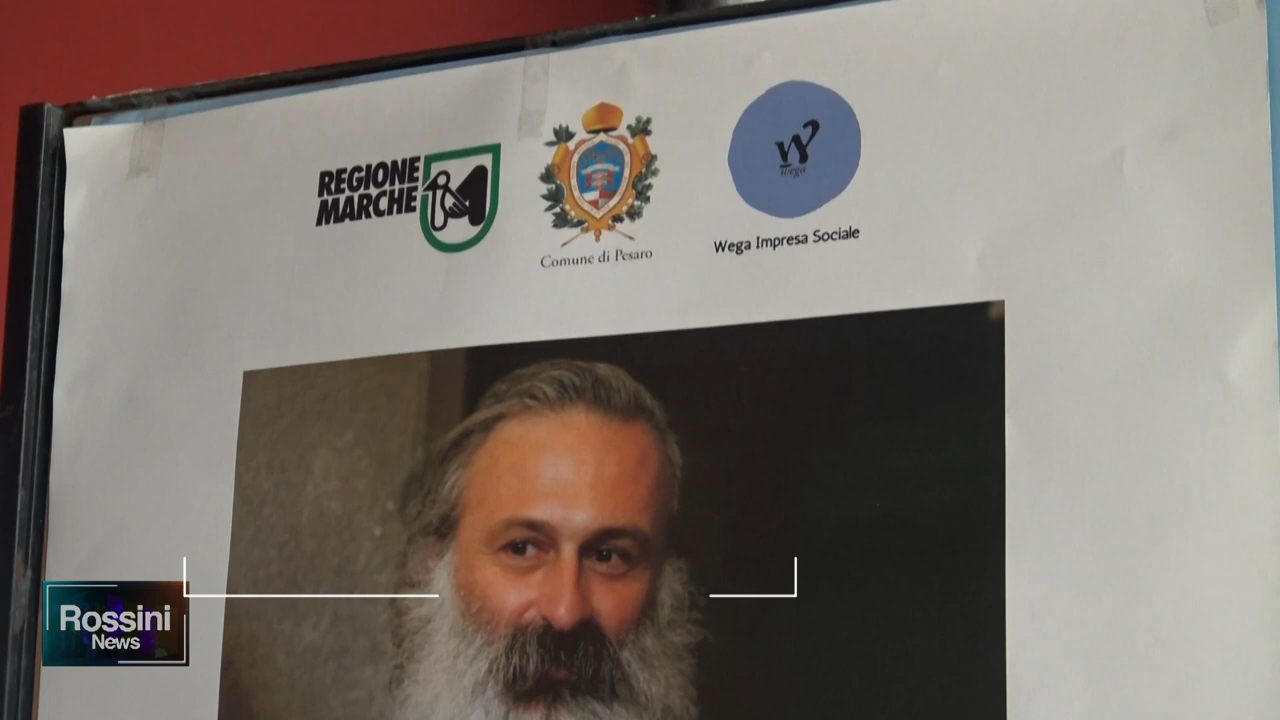 REGIONE
MARCHE
Comune di Pesaro
W
Wega
Wega Impresa Sociale
Rossini
News